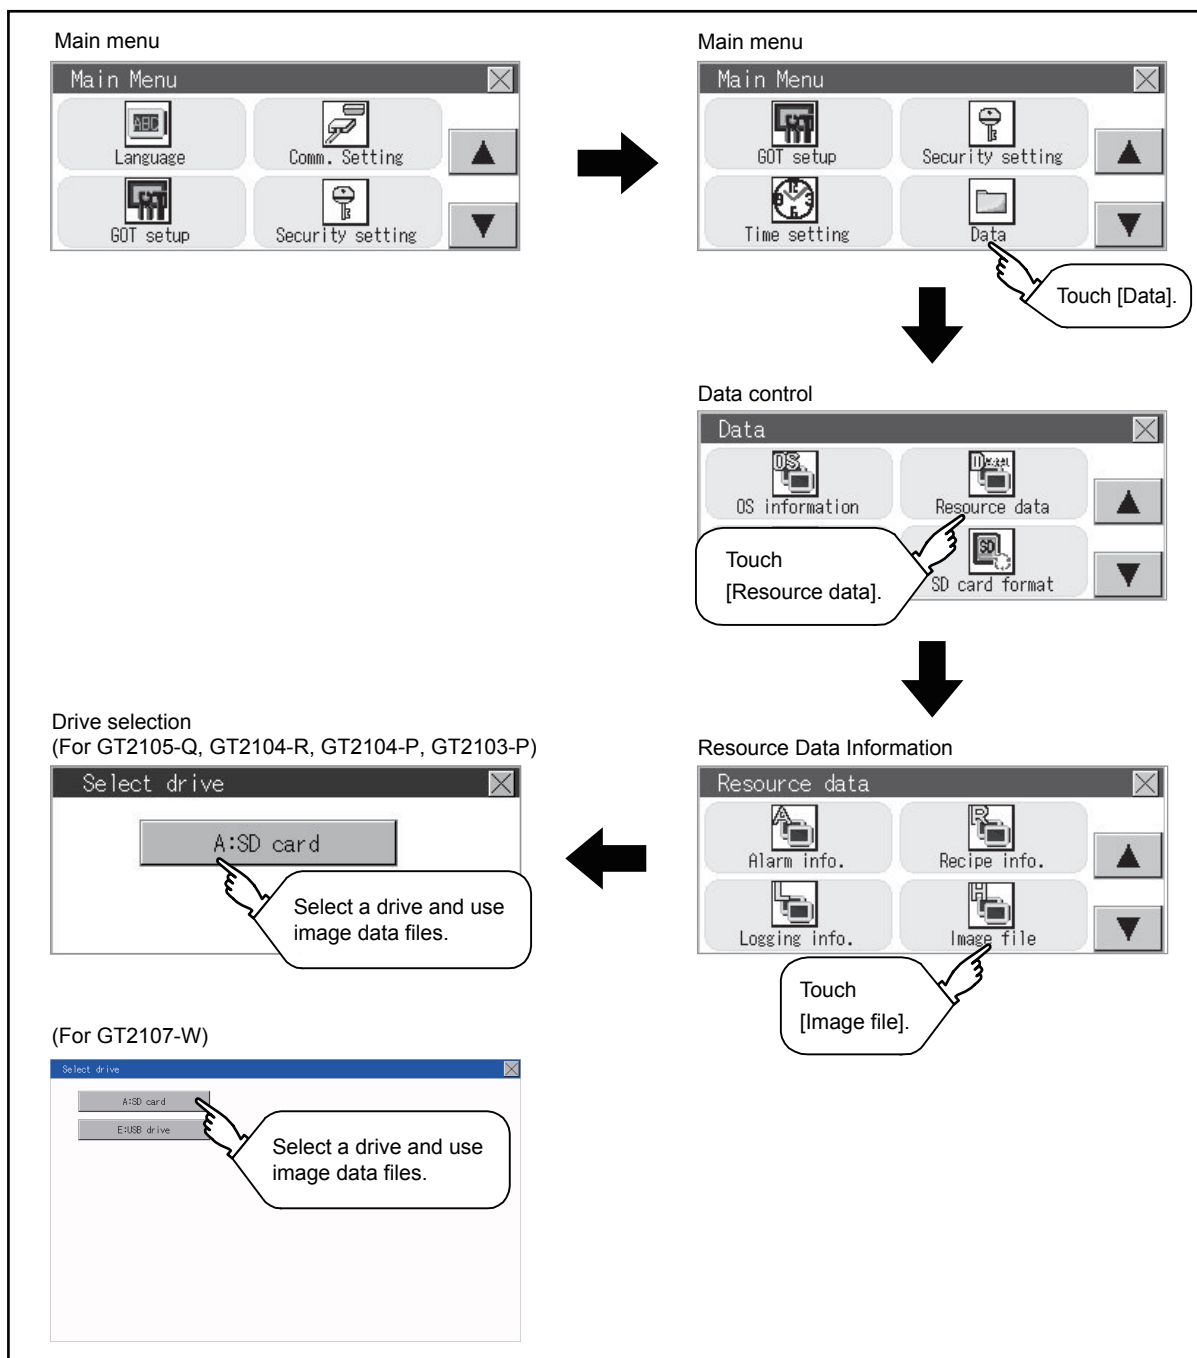 Main menu
Main Menu
Language
Comm. Setting
GOT setup
Security setting
Main menu
Main Menu
GOT setup
Security setting
Time setting
Data
Touch [Data].
Data control
Data
OS information
Resource data
SD card format
Touch
[Resource data].
Resource Data Information
Resource data
Alarm info.
Recipe info.
Logging info.
Image file
Touch
[Image file].
Drive selection
(For GT2105-Q, GT2104-R, GT2104-P, GT2103-P)
Select drive
A:SD card
Select a drive and use
image data files.
(For GT2107-W)
Select drive
A:SD card
E:USB drive
Select a drive and use
image data files.